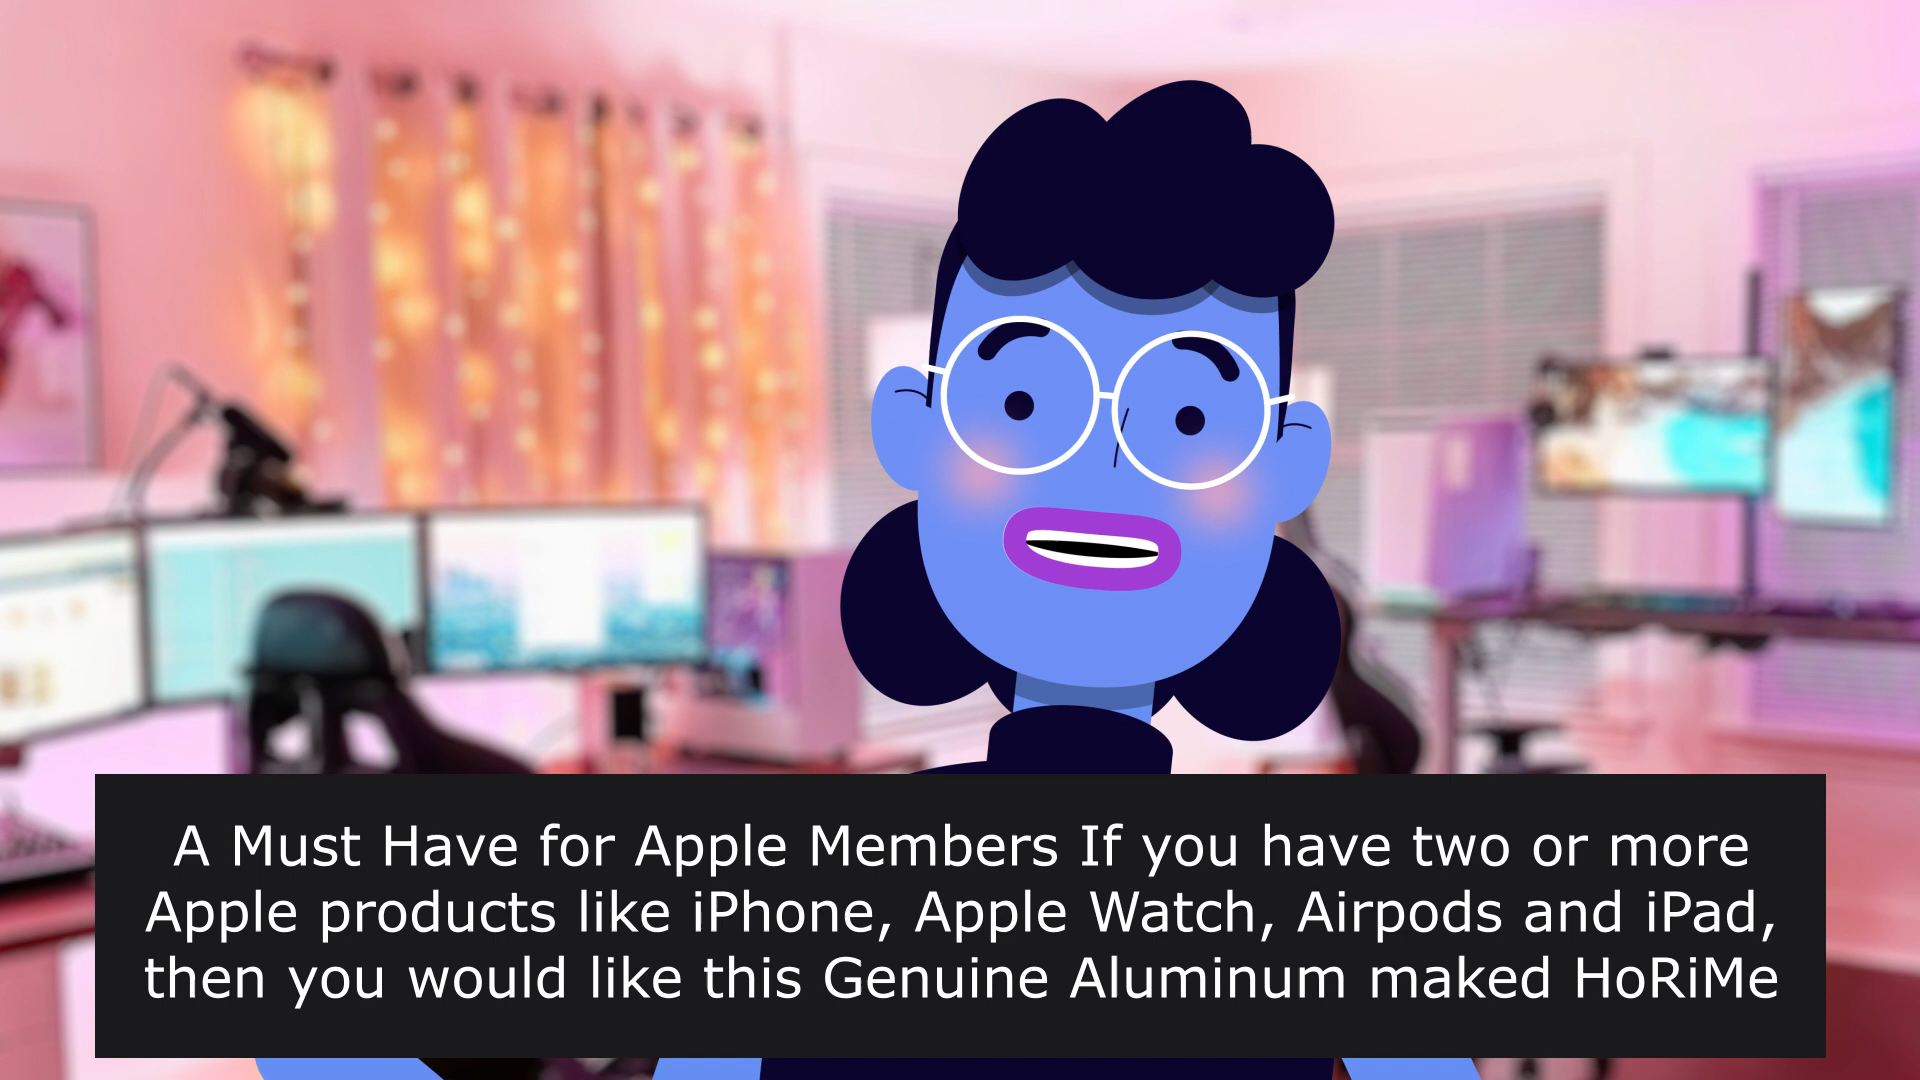 A Must Have for Apple Members If you have two or more
Apple products like iPhone, Apple Watch, Airpods and iPad,
then you would like this Genuine Aluminum maked HoRiMe